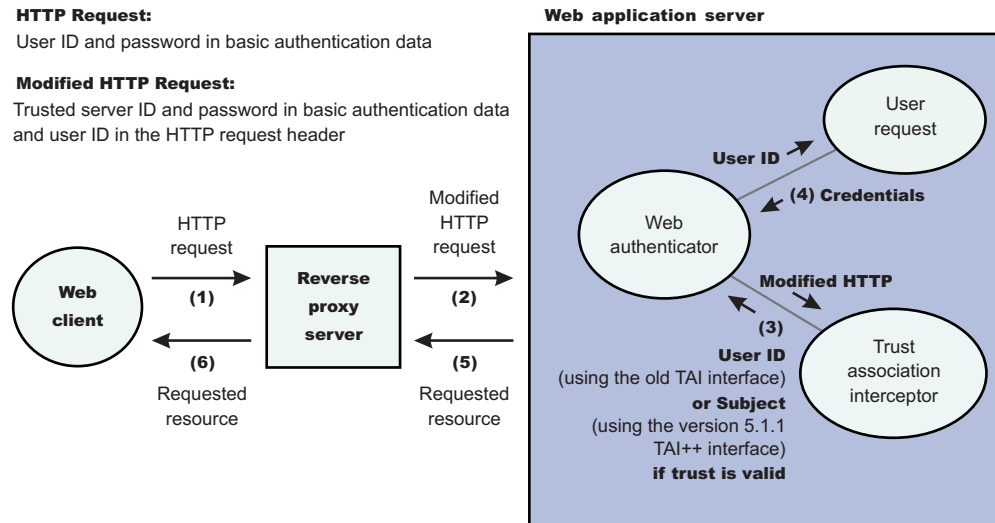 HTTP Request:
User ID and password in basic authentication data
Modified HTTP Request:
Trusted server ID and password in basic authentication data
and user ID in the HTTP request header
Web application server
User
request
User ID
(4) Credentials
Web
authenticator
Modified HTTP
(3)
User ID
(using the old TAI interface)
or Subject
(using the version 5.1.1
TAI++ interface)
if trust is valid
Trust
association
interceptor
Web
client
HTTP
request
(1)
(6)
Requested
resource
Reverse
proxy
server
Modified
HTTP
request
(2)
(5)
Requested
resource